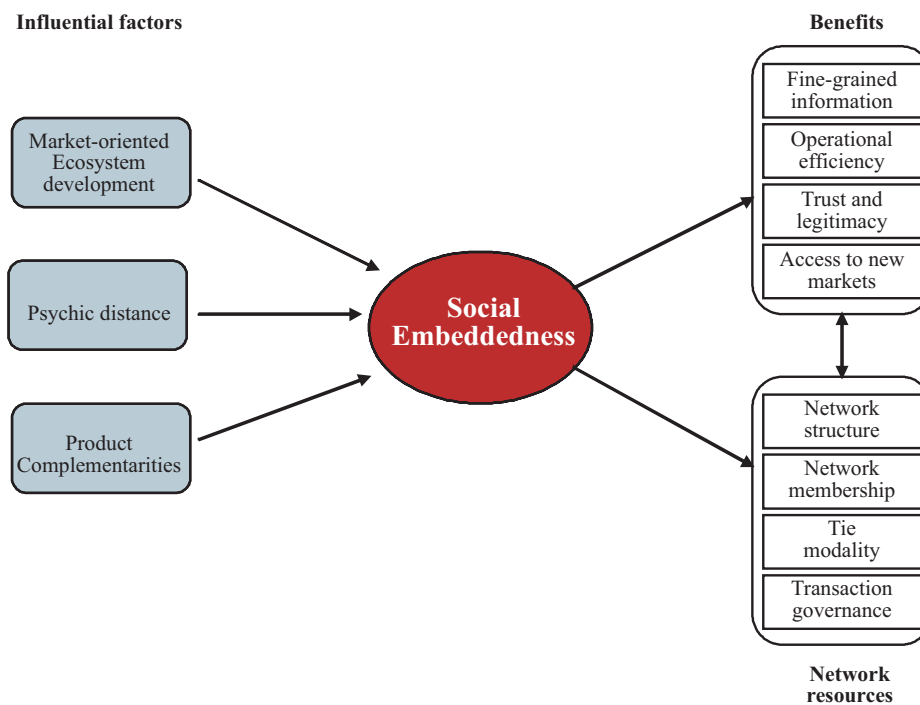 Influential factors
Market-oriented
Ecosystem
development
Psychic distance
Product
Complementarities
Social
Embeddedness
Benefits
Fine-grained
information
Operational
efficiency
Trust and
legitimacy
Access to new
markets
Network
structure
Network
membership
Tie
modality
Transaction
governance
Network
resources